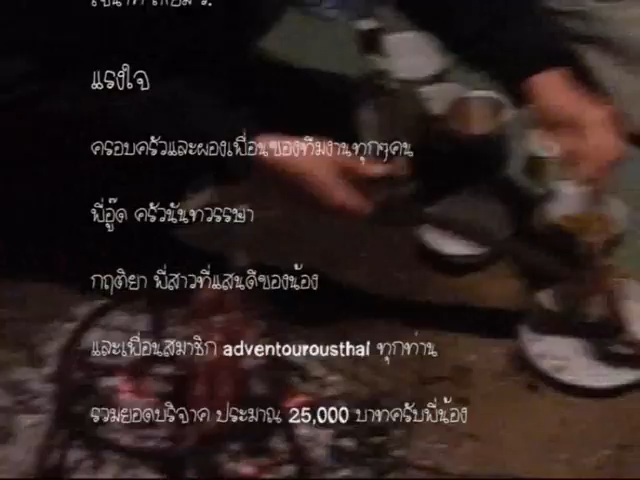 แรงใจ
ครอบครัวและผองเพื่อนของทีมงานทุกๆคน
พี่อู๊ด ครัวนันทวรรษา
กฤติยา พี่สาวที่แสนดีของน้อง
และเพื่อนสมาชิก adventourousthai ทุกท่าน
รวมยอดบริจาค ประมาณ 25,000 บาทครับพี่น้อง